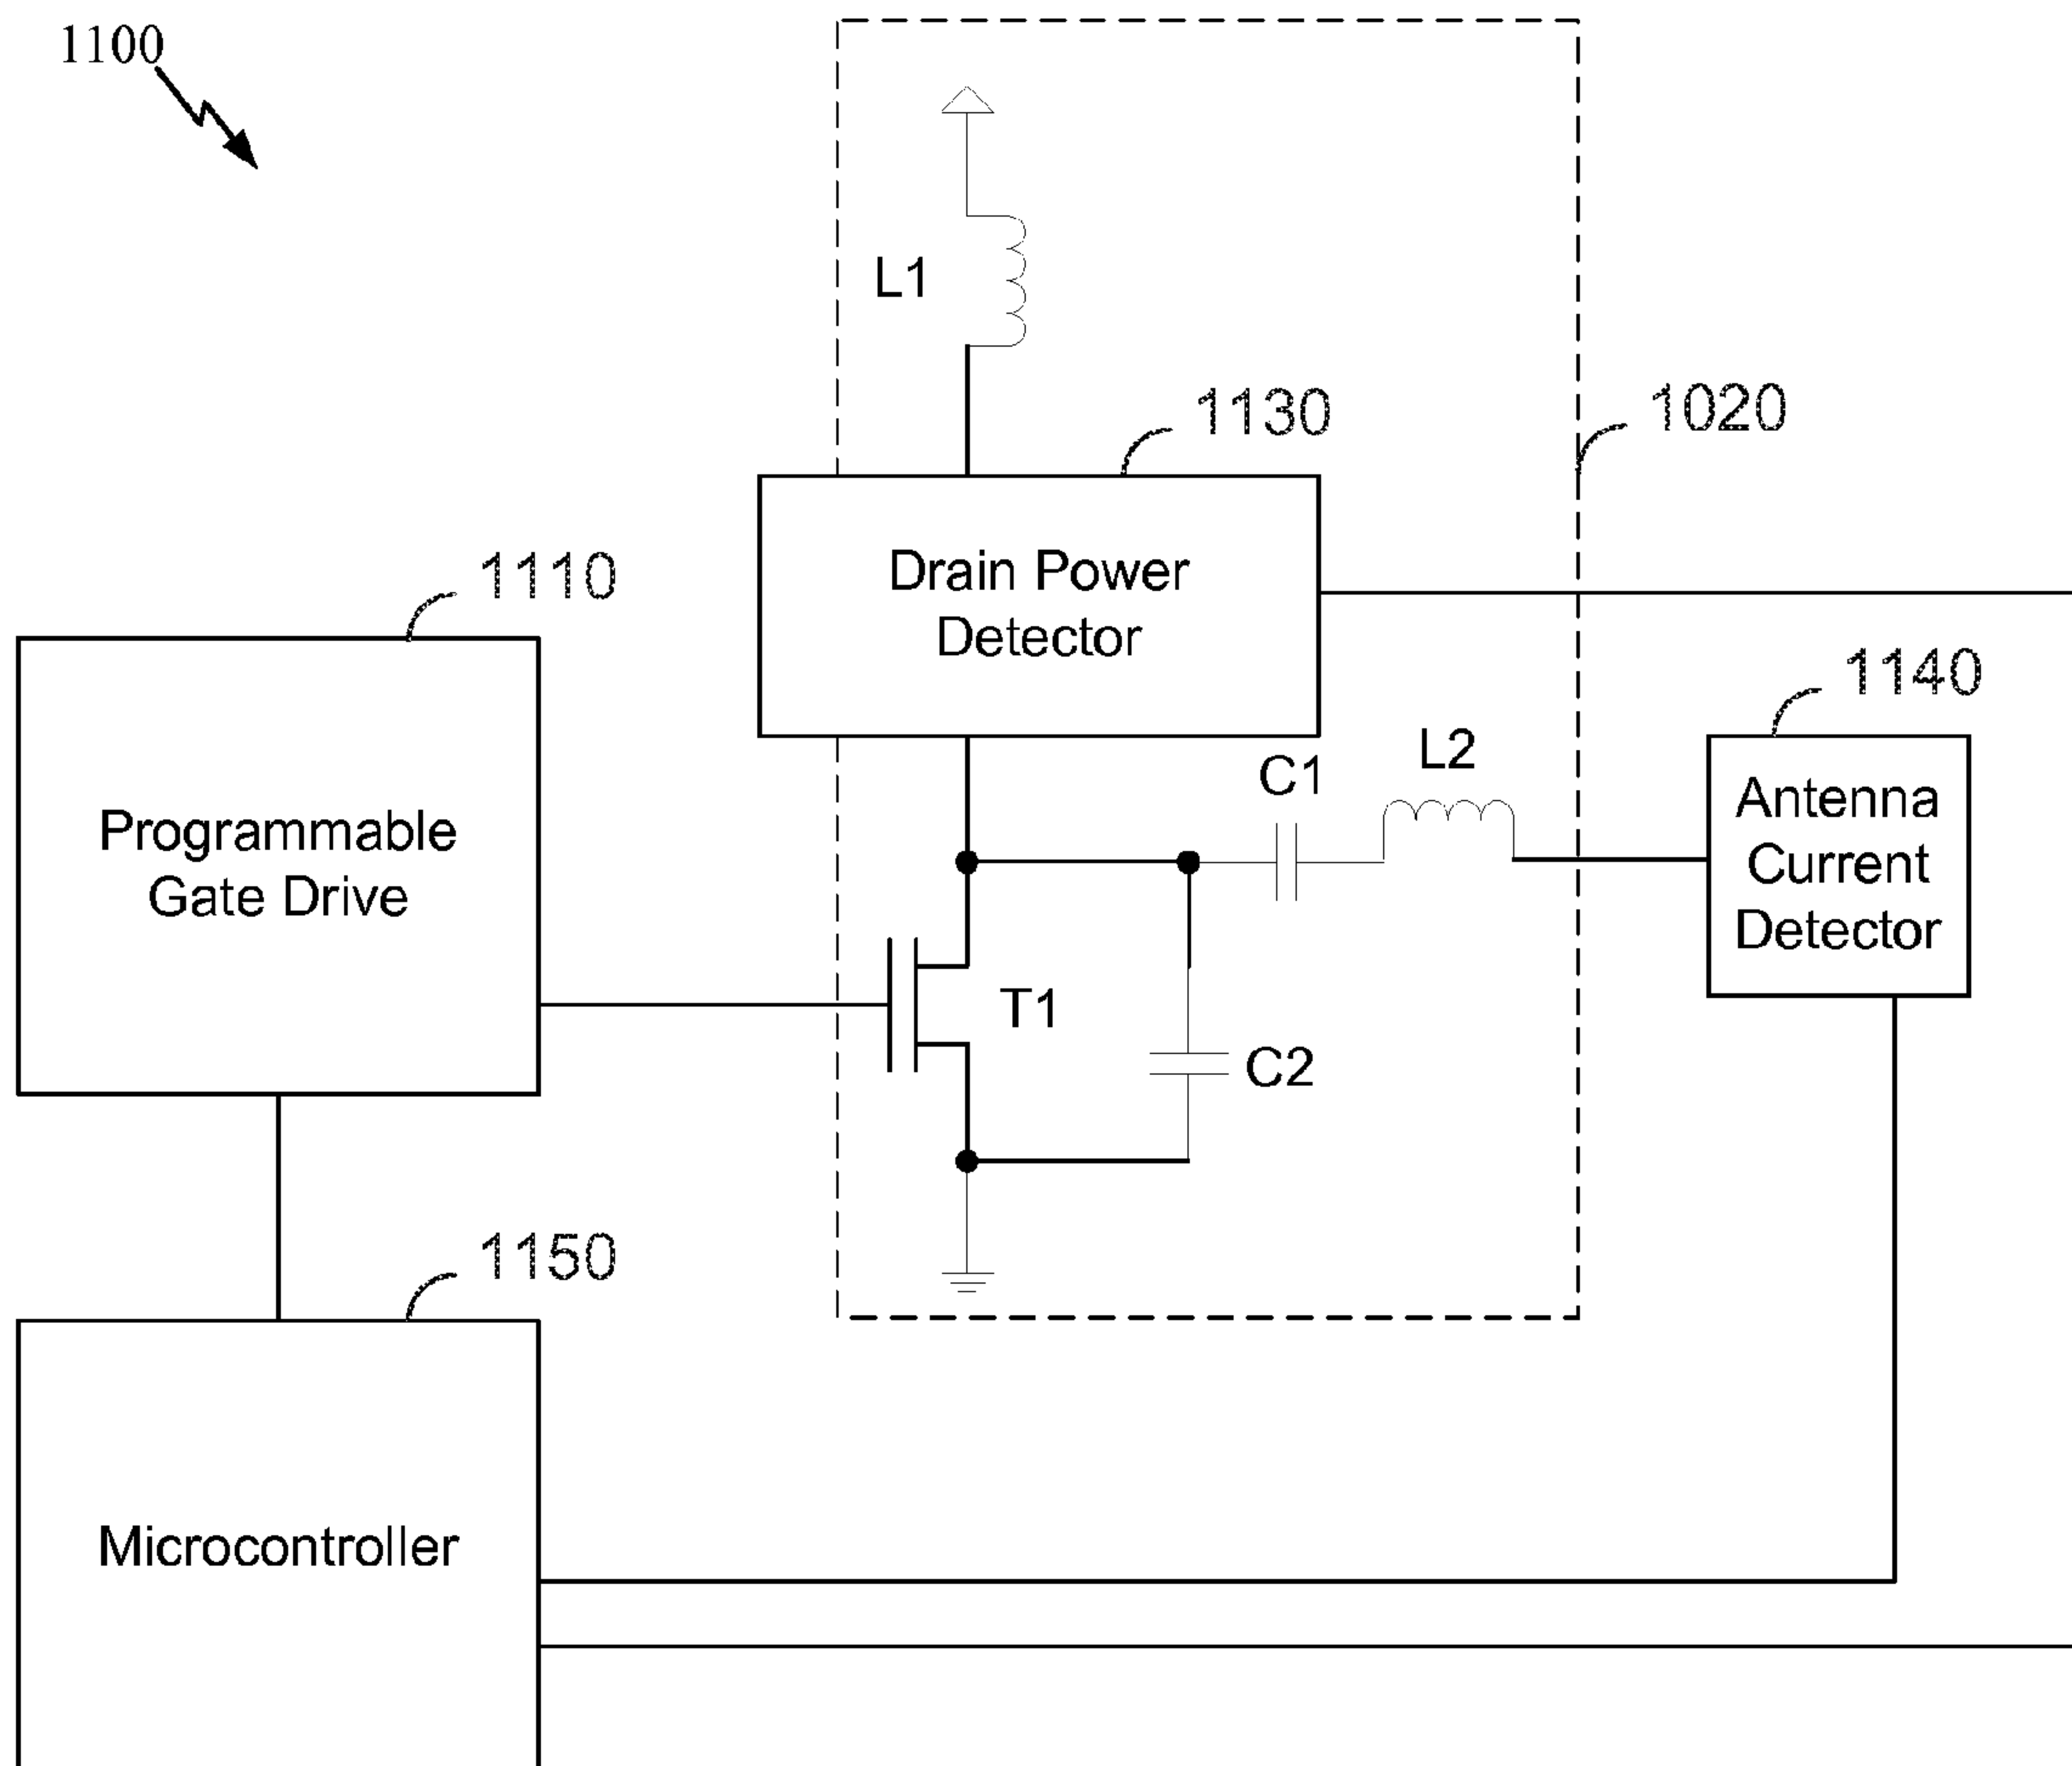 1100
L1
1130
1020
Drain Power
Detector
1110
1140
Programmable
Gate Drive
C1
L2
Antenna
Current
Detector
T1
C2
1150
Microcontroller